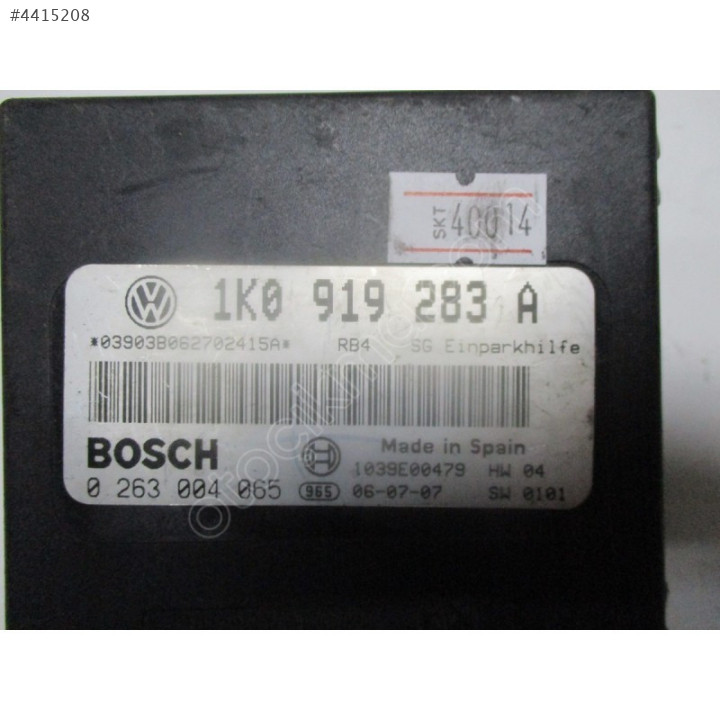 #4415208
SKT 40014
1K0 919 283 A
*03903B062702415A* RB4 SG Einparkhilfe
BOSCH Made in Spain
1039E00479 HW 04
0 263 004 065 965 06-07-07 SW 0101